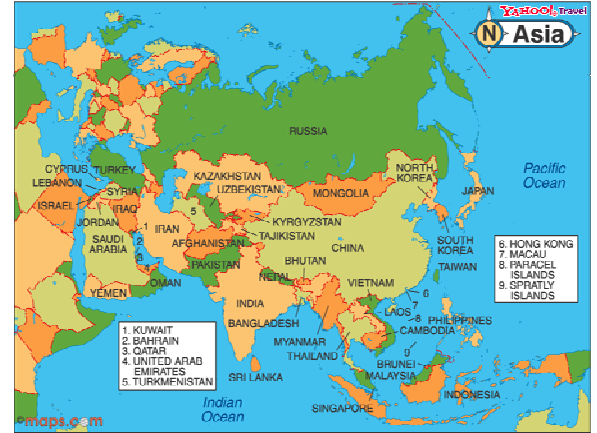 YAHOO! Travel
N Asia
RUSSIA
Pacific
Ocean
CYPRUS TURKEY
LEBANON
SYRIA
ISRAEL
IRAQ
JORDAN
SAUDI
ARABIA
YEMEN
OMAN
1
2
3
4
5
IRAN
KAZAKHSTAN
UZBEKISTAN
MONGOLIA
NORTH
KOREA
JAPAN
KYRGYZSTAN
TAJIKISTAN
AFGHANISTAN
PAKISTAN
CHINA
SOUTH
KOREA
TAIWAN
BHUTAN
NEPAL
INDIA
BANGLADESH
MYANMAR
THAILAND
VIETNAM
LAOS
CAMBODIA
PHILIPPINES
6
7
8
9
SRI LANKA
BRUNEI
MALAYSIA
SINGAPORE
INDONESIA
6. HONG KONG
7. MACAU
8. PARACEL
ISLANDS
9. SPRATLY
ISLANDS
1. KUWAIT
2. BAHRAIN
3. QATAR
4. UNITED ARAB
EMIRATES
5. TURKMENISTAN
Indian
Ocean
©maps.com